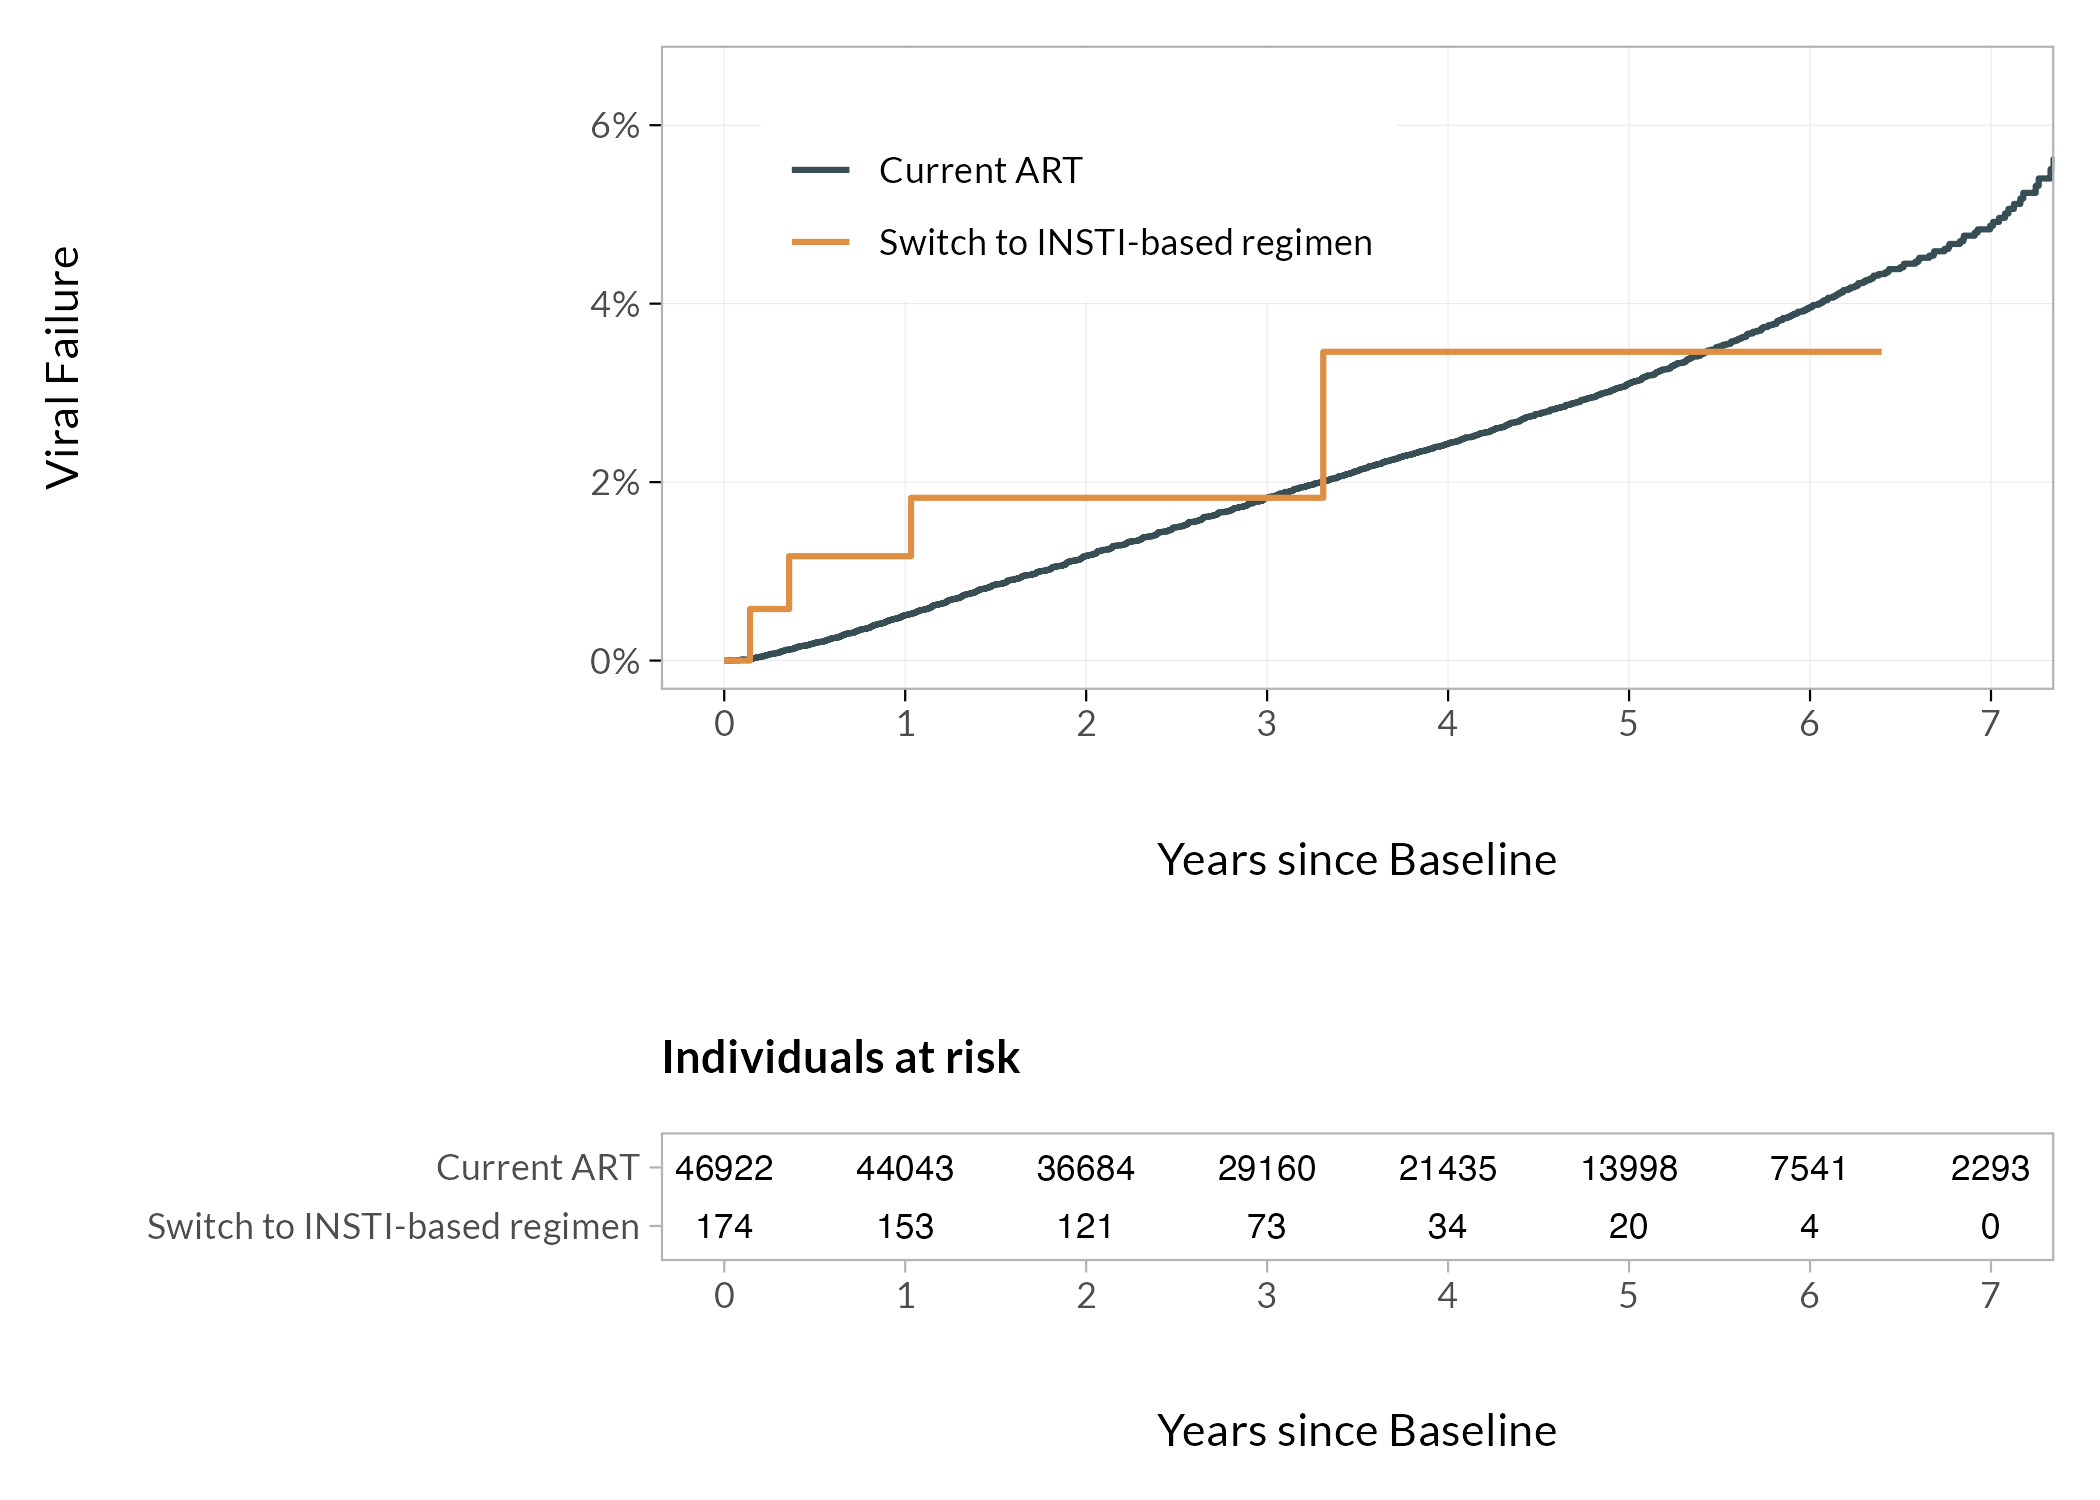 Viral Failure
6%
4%
2%
0%
Current ART
Switch to INSTI-based regimen
0 1 2 3 4 5 6 7
Years since Baseline
Individuals at risk
Current ART 46922 44043 36684 29160 21435 13998 7541 2293
Switch to INSTI-based regimen 174 153 121 73 34 20 4 0
0 1 2 3 4 5 6 7
Years since Baseline